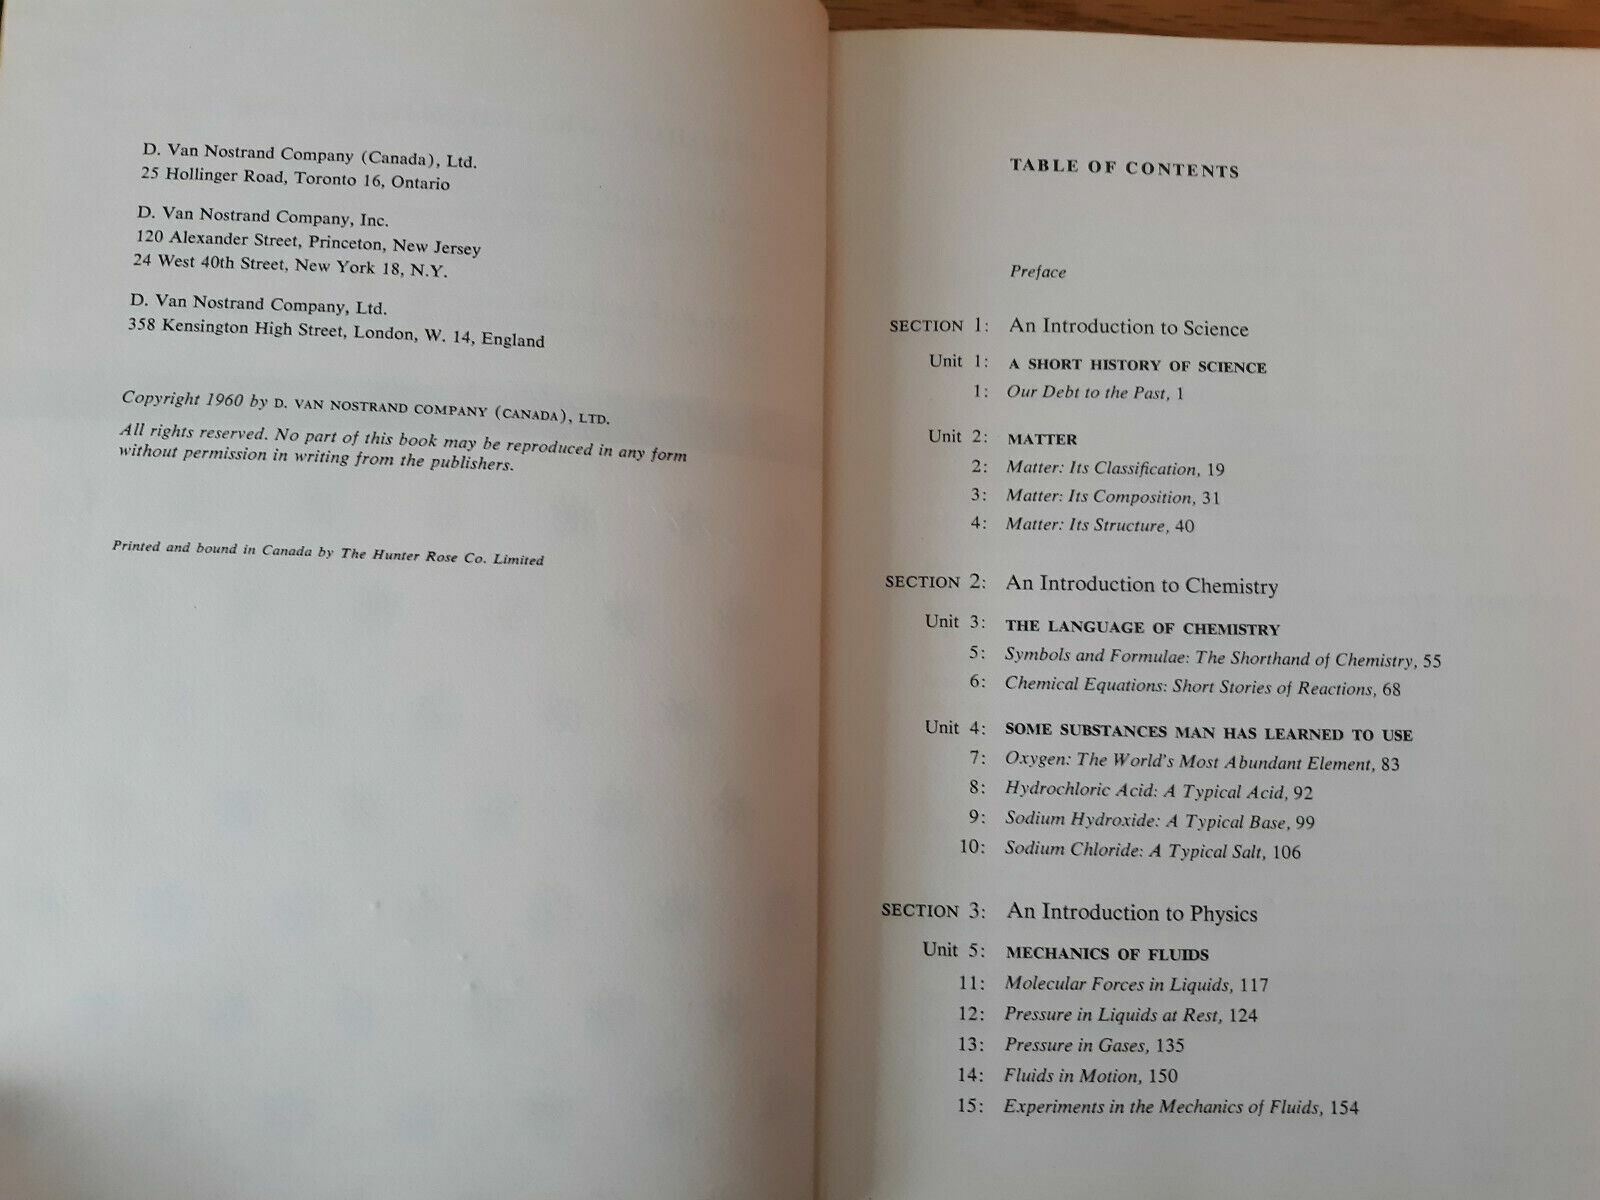 D. Van Nostrand Company (Canada), Ltd.
25 Hollinger Road, Toronto 16, Ontario
D. Van Nostrand Company, Inc.
120 Alexander Street, Princeton, New Jersey
24 West 40th Street, New York 18, N.Y.
D. Van Nostrand Company, Ltd.
358 Kensington High Street, London, W. 14, England
Copyright 1960 by D. VAN NOSTRAND COMPANY (CANADA), LTD.
All rights reserved. No part of this book may be reproduced in any form
without permission in writing from the publishers.
Printed and bound in Canada by The Hunter Rose Co. Limited
TABLE OF CONTENTS
Preface
SECTION 1: An Introduction to Science
Unit 1: A SHORT HISTORY OF SCIENCE
1: Our Debt to the Past, 1
Unit 2: MATTER
2: Matter: Its Classification, 19
3: Matter: Its Composition, 31
4: Matter: Its Structure, 40
SECTION 2: An Introduction to Chemistry
Unit 3: THE LANGUAGE OF CHEMISTRY
5: Symbols and Formulae: The Shorthand of Chemistry, 55
6: Chemical Equations: Short Stories of Reactions, 68
Unit 4: SOME SUBSTANCES MAN HAS LEARNED TO USE
7: Oxygen: The World's Most Abundant Element, 83
8: Hydrochloric Acid: A Typical Acid, 92
9: Sodium Hydroxide: A Typical Base, 99
10: Sodium Chloride: A Typical Salt, 106
SECTION 3: An Introduction to Physics
Unit 5: MECHANICS OF FLUIDS
11: Molecular Forces in Liquids, 117
12: Pressure in Liquids at Rest, 124
13: Pressure in Gases, 135
14: Fluids in Motion, 150
15: Experiments in the Mechanics of Fluids, 154